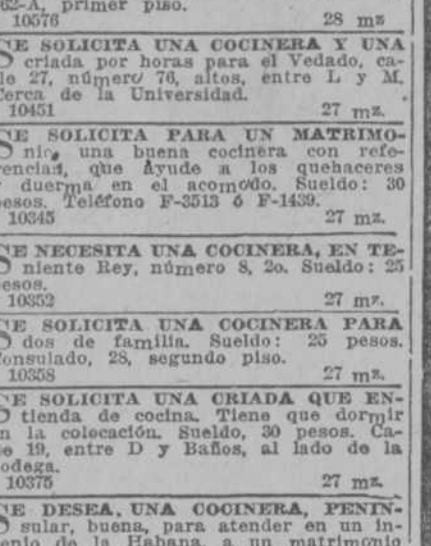 62-A, primer piso.
10576 28 mz
SE SOLICITA UNA COCINERA Y UNA
criada por horas para el Vedado, ca-
lle 27, número 76, altos, entre L y M.
Cerca de la Universidad.
10451 27 mz.
SE SOLICITA PARA UN MATRIMO-
nio, una buena cocinera con refe-
rencias, que ayude a los quehaceres
y duerma en el acomodo. Sueldo: 30
pesos. Teléfono F-3513 ó F-1439.
10345 27 mz.
SE NECESITA UNA COCINERA, EN TE-
niente Rey, número 8, 2o. Sueldo: 25
pesos.
10352 27 mz.
SE SOLICITA UNA COCINERA PARA
dos de familia. Sueldo: 25 pesos.
Consulado, 28, segundo piso.
10358 27 mz.
SE SOLICITA UNA CRIADA QUE EN-
tienda de cocina. Tiene que dormir
en la colocación. Sueldo, 30 pesos. Ca-
lle 19, entre D y Baños, al lado de la
bodega.
10375 27 mz.
SE DESEA, UNA COCINERA, PENIN-
sular, buena, para atender en un in-
genio de la Habana, a un matrimonio